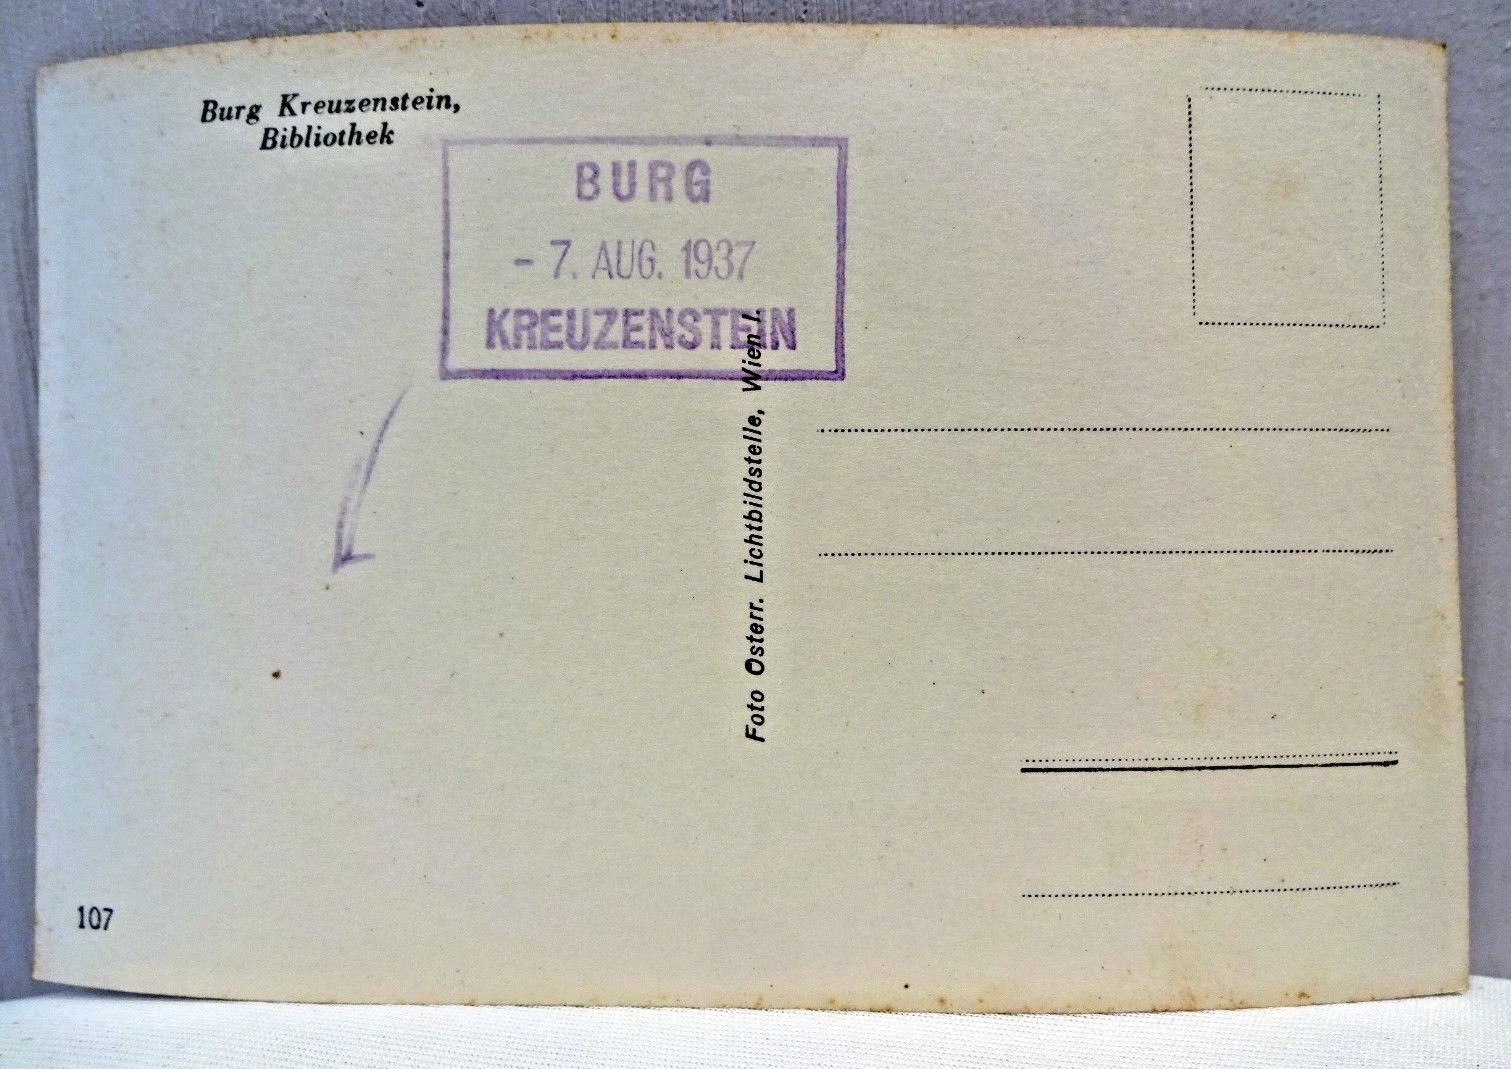 Burg Kreuzenstein,
Bibliothek
BURG
- 7. AUG. 1937
KREUZENSTEIN
Foto Österr. Lichtbildstelle, Wien I.
107